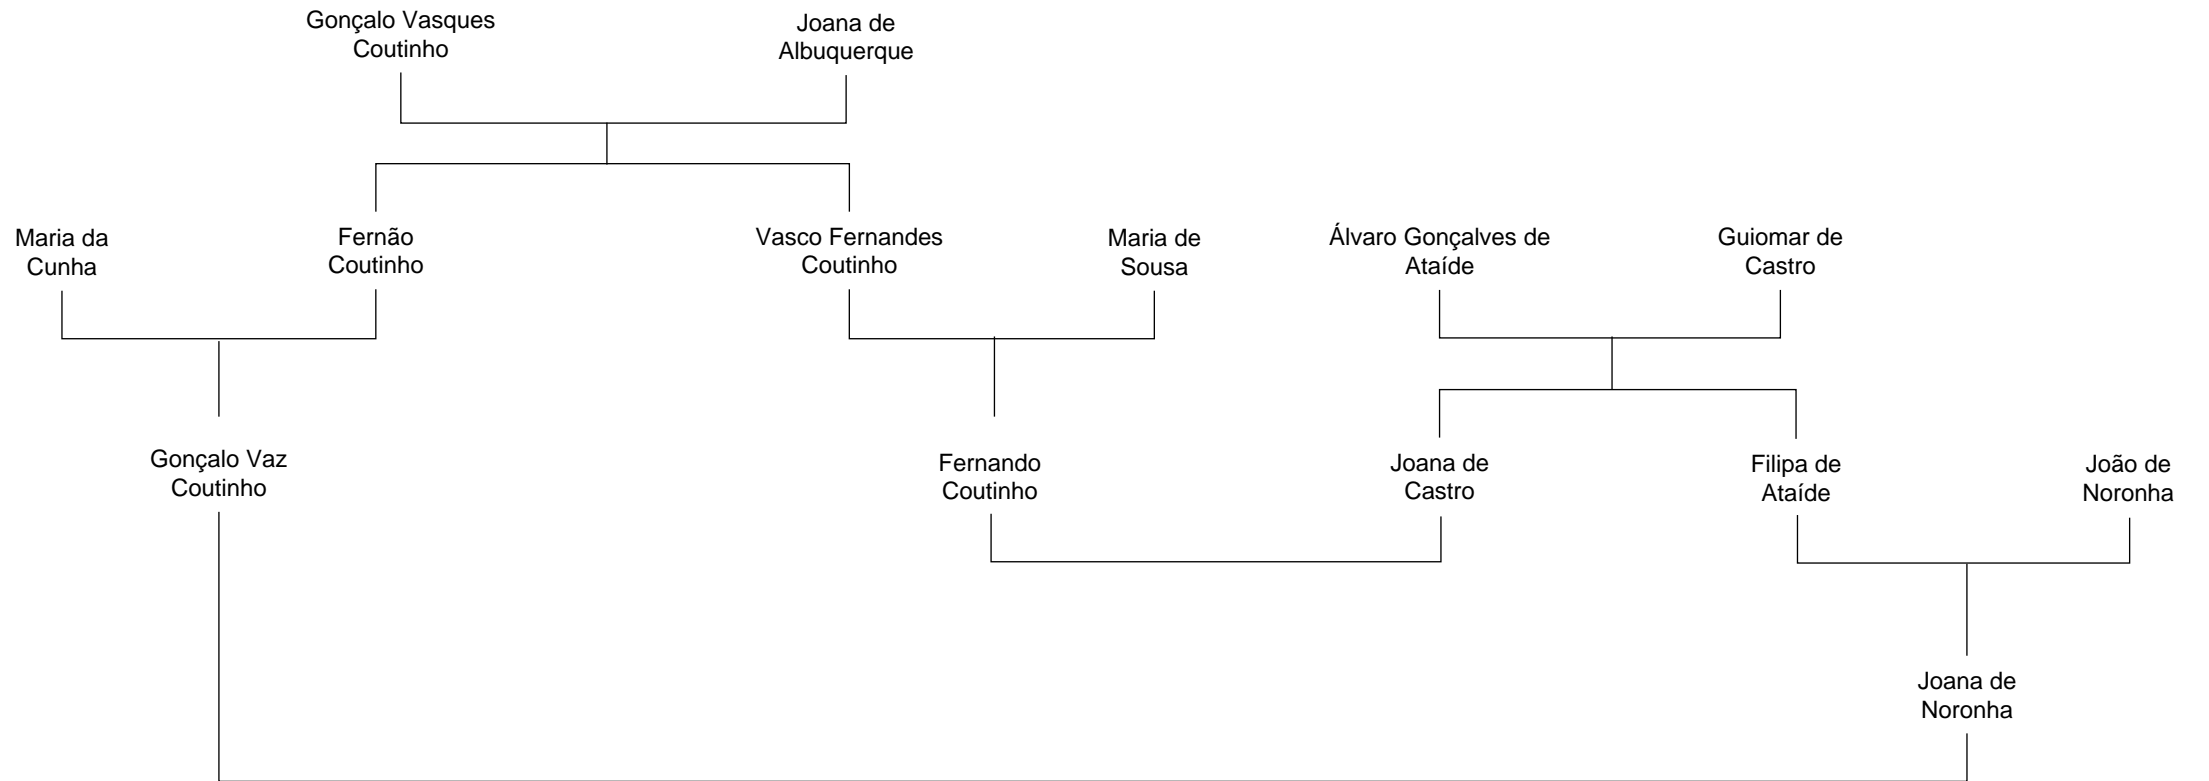 Gonçalo Vasques
Coutinho
Joana de
Albuquerque
Maria da
Cunha
Fernão
Coutinho
Vasco Fernandes
Coutinho
Maria de
Sousa
Álvaro Gonçalves de
Ataíde
Guiomar de
Castro
Gonçalo Vaz
Coutinho
Fernando
Coutinho
Joana de
Castro
Filipa de
Ataíde
João de
Noronha
Joana de
Noronha